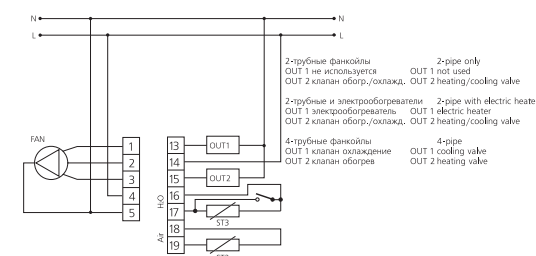 N
N
L
L
2-трубные фанкойлы 2-pipe only
OUT 1 не используется OUT 1 not used
OUT 2 клапан обогр./охлажд. OUT 2 heating/cooling valve
2-трубные и электрообогреватели 2-pipe with electric heate
OUT 1 электрообогреватель OUT 1 electric heater
OUT 2 клапан обогр./охлажд. OUT 2 heating/cooling valve
4-трубные фанкойлы 4-pipe
OUT 1 клапан охлаждение OUT 1 cooling valve
OUT 2 клапан обогрев OUT 2 heating valve
FAN
1
2
3
4
5
13 OUT1
14
15 OUT2
16
H₂O
17
ST3
18
Air
19